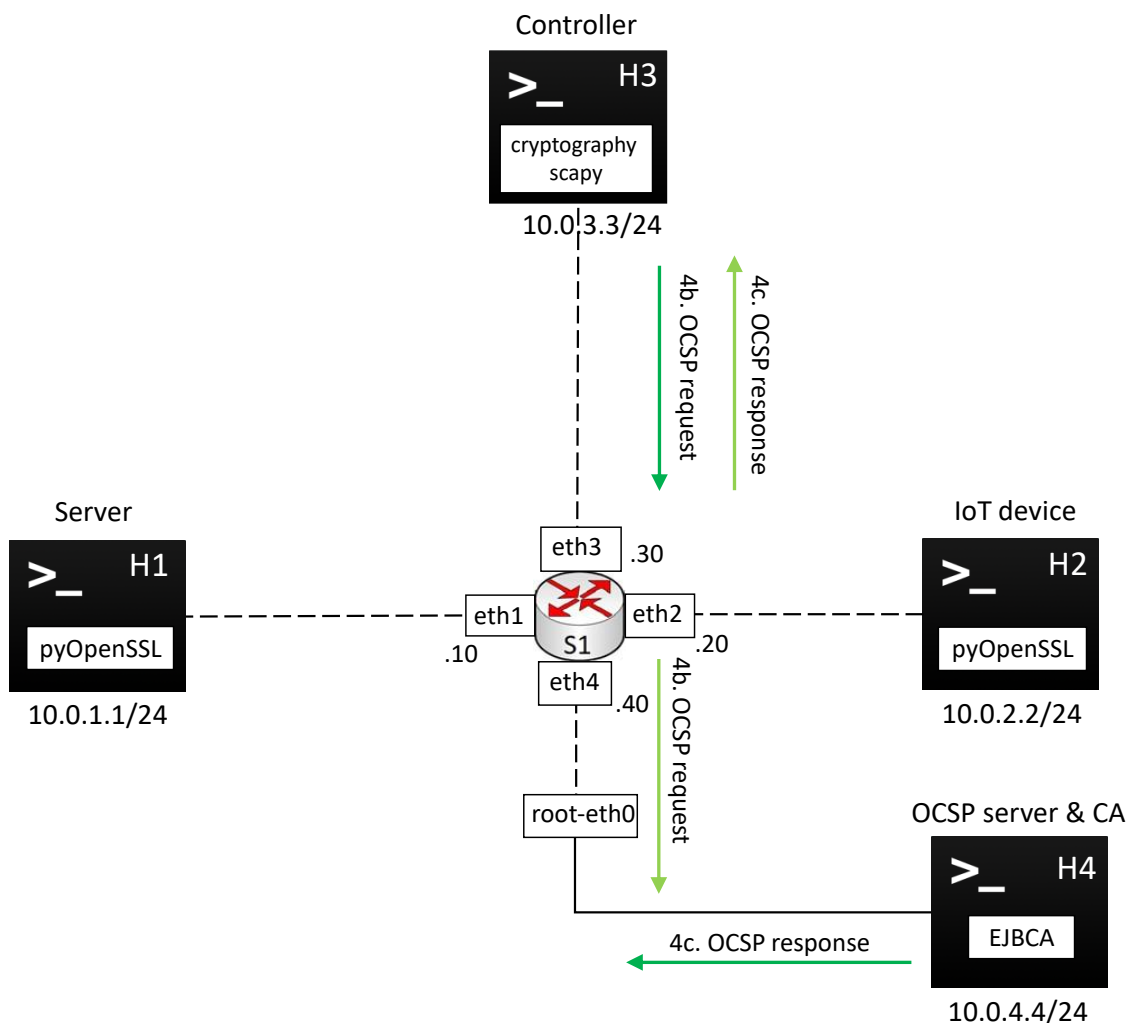 Controller
>_ H3
cryptography
scapy
10.0.3.3/24
4b. OCSP request
4c. OCSP response
Server
>_ H1
pyOpenSSL
10.0.1.1/24
IoT device
>_ H2
pyOpenSSL
10.0.2.2/24
eth3
.30
eth1
.10
S1
eth2
.20
eth4
.40
4b. OCSP request
root-eth0
OCSP server & CA
>_ H4
EJBCA
10.0.4.4/24
4c. OCSP response